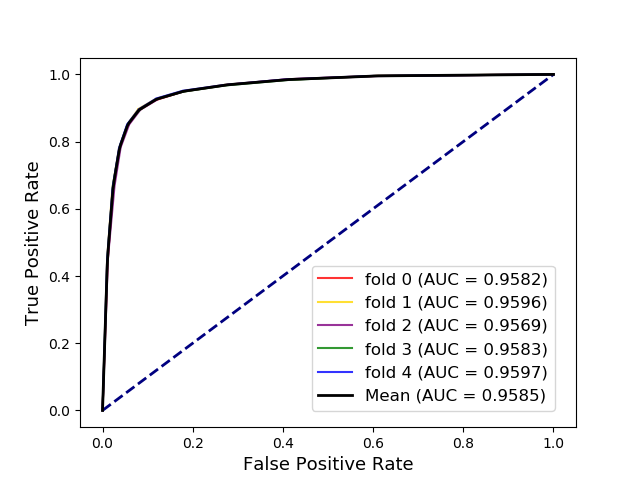 1.0
0.8
0.6
0.4
0.2
0.0
True Positive Rate
fold 0 (AUC = 0.9582)
fold 1 (AUC = 0.9596)
fold 2 (AUC = 0.9569)
fold 3 (AUC = 0.9583)
fold 4 (AUC = 0.9597)
Mean (AUC = 0.9585)
0.0 0.2 0.4 0.6 0.8 1.0
False Positive Rate